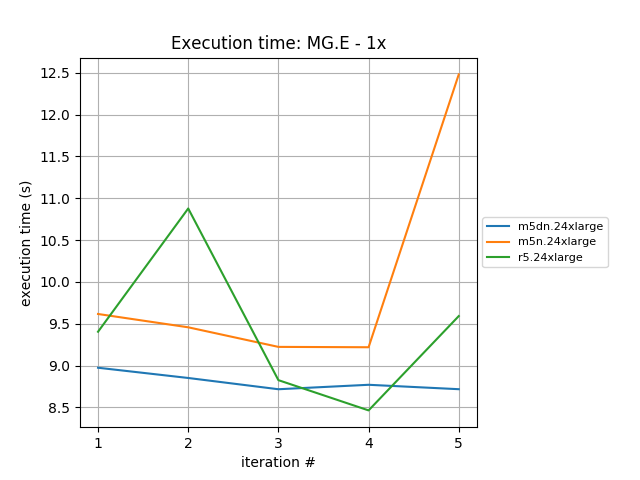 Execution time: MG.E - 1x
12.5
12.0
11.5
11.0
10.5
10.0
9.5
9.0
8.5
execution time (s)
1 2 3 4 5
iteration #
m5dn.24xlarge
m5n.24xlarge
r5.24xlarge